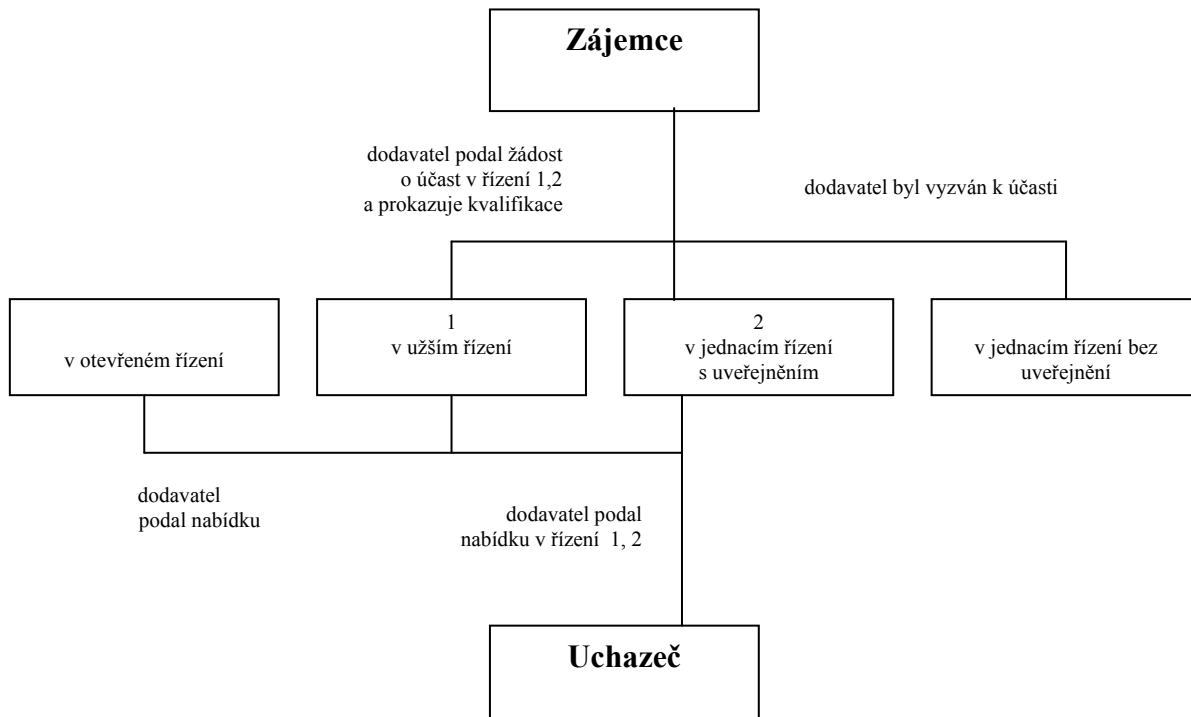 Zájemce
dodavatel podal žádost
o účast v řízení 1,2
a prokazuje kvalifikace
dodavatel byl vyzván k účasti
v otevřeném řízení
1
v užším řízení
2
v jednacím řízení
s uveřejněním
v jednacím řízení bez
uveřejnění
dodavatel
podal nabídku
dodavatel podal
nabídku v řízení 1, 2
Uchazeč